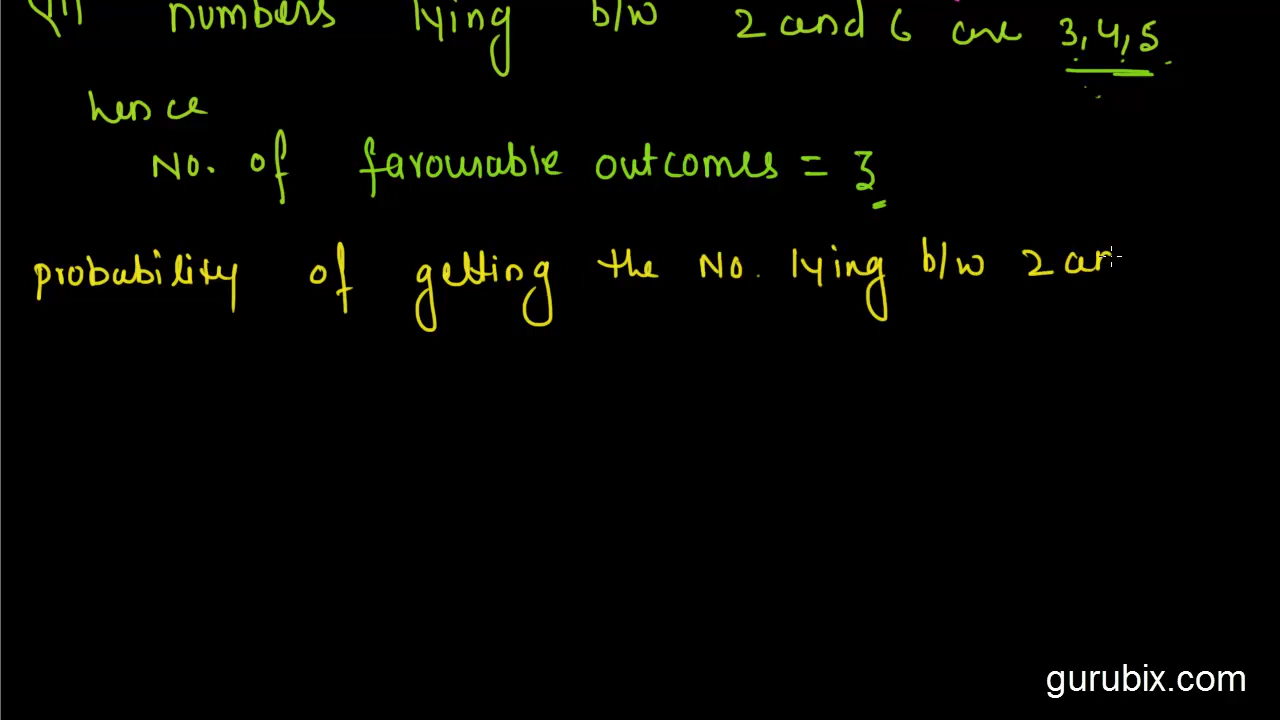 numbers lying b/w 2 and 6 are 3,4,5
hence
No. of favourable outcomes = 3
probability of getting the No. lying b/w 2 an
gurubix.com